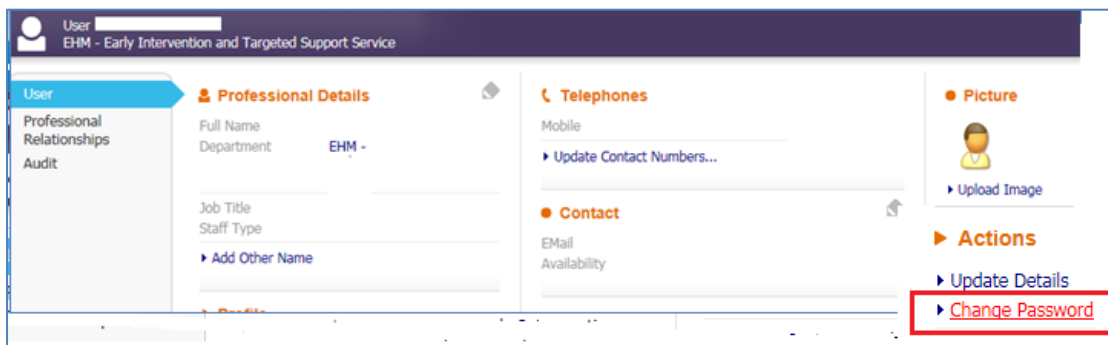 User
EHM - Early Intervention and Targeted Support Service
User
Professional
Relationships
Audit
Professional Details
Full Name
Department EHM -
Job Title
Staff Type
Add Other Name
Profile
Telephones
Mobile
Update Contact Numbers...
Contact
EMail
Availability
Picture
Upload Image
Actions
Update Details
Change Password